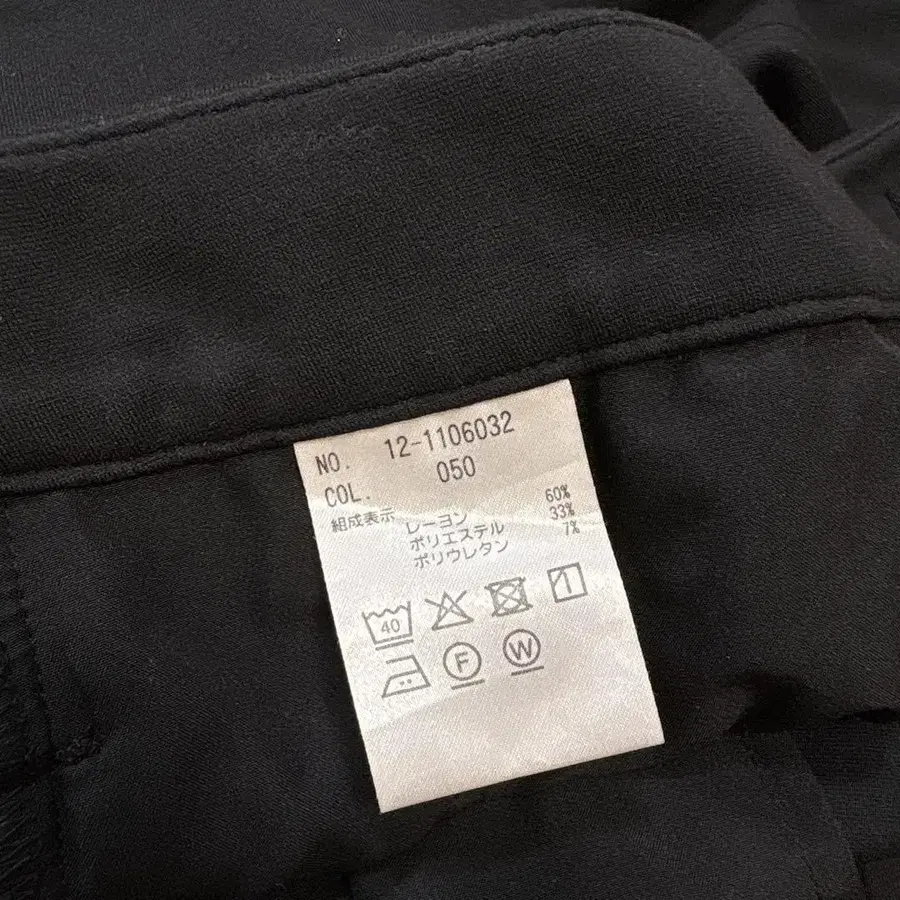 NO. 12-1106032
COL. 050
組成表示 レーヨン 60%
ポリエステル 33%
ポリウレタン 7%
40
F W